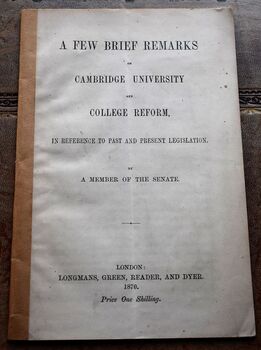 A FEW BRIEF REMARKS
ON
CAMBRIDGE UNIVERSITY
AND
COLLEGE REFORM,
IN REFERENCE TO PAST AND PRESENT LEGISLATION.
BY
A MEMBER OF THE SENATE.
LONDON:
LONGMANS, GREEN, READER, AND DYER.
1870.
Price One Shilling.